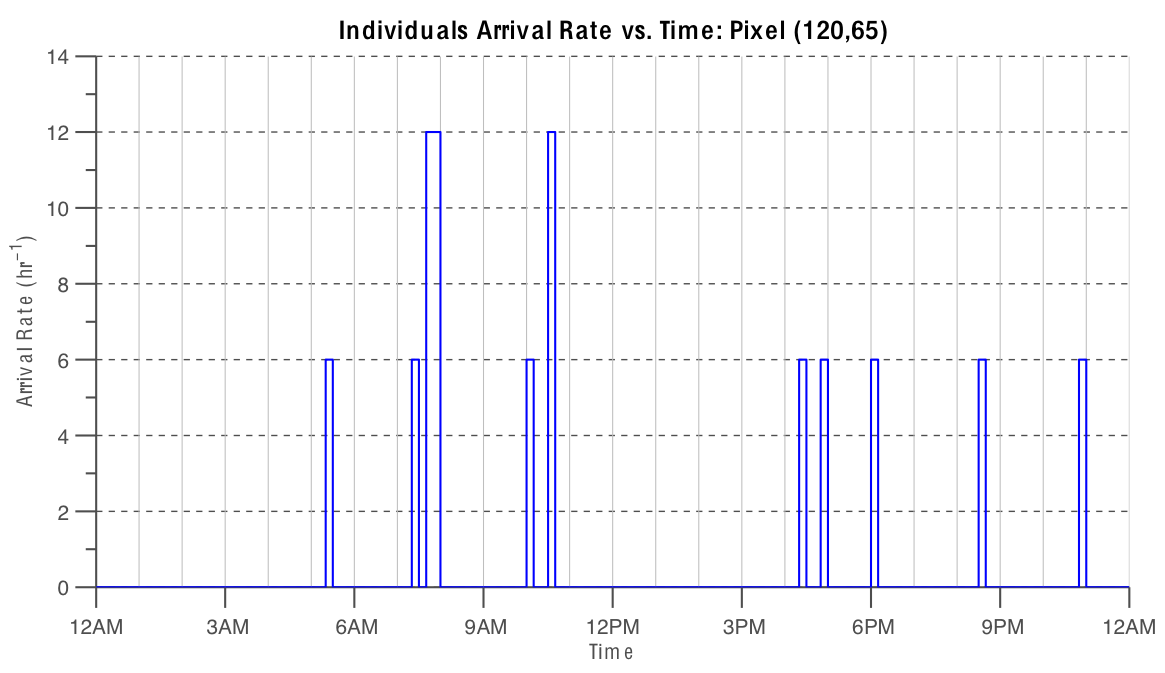 Individuals Arrival Rate vs. Time: Pixel (120,65)
14
12
10
8
6
4
2
0
Arrival Rate (hr⁻¹)
12AM 3AM 6AM 9AM 12PM 3PM 6PM 9PM 12AM
Time